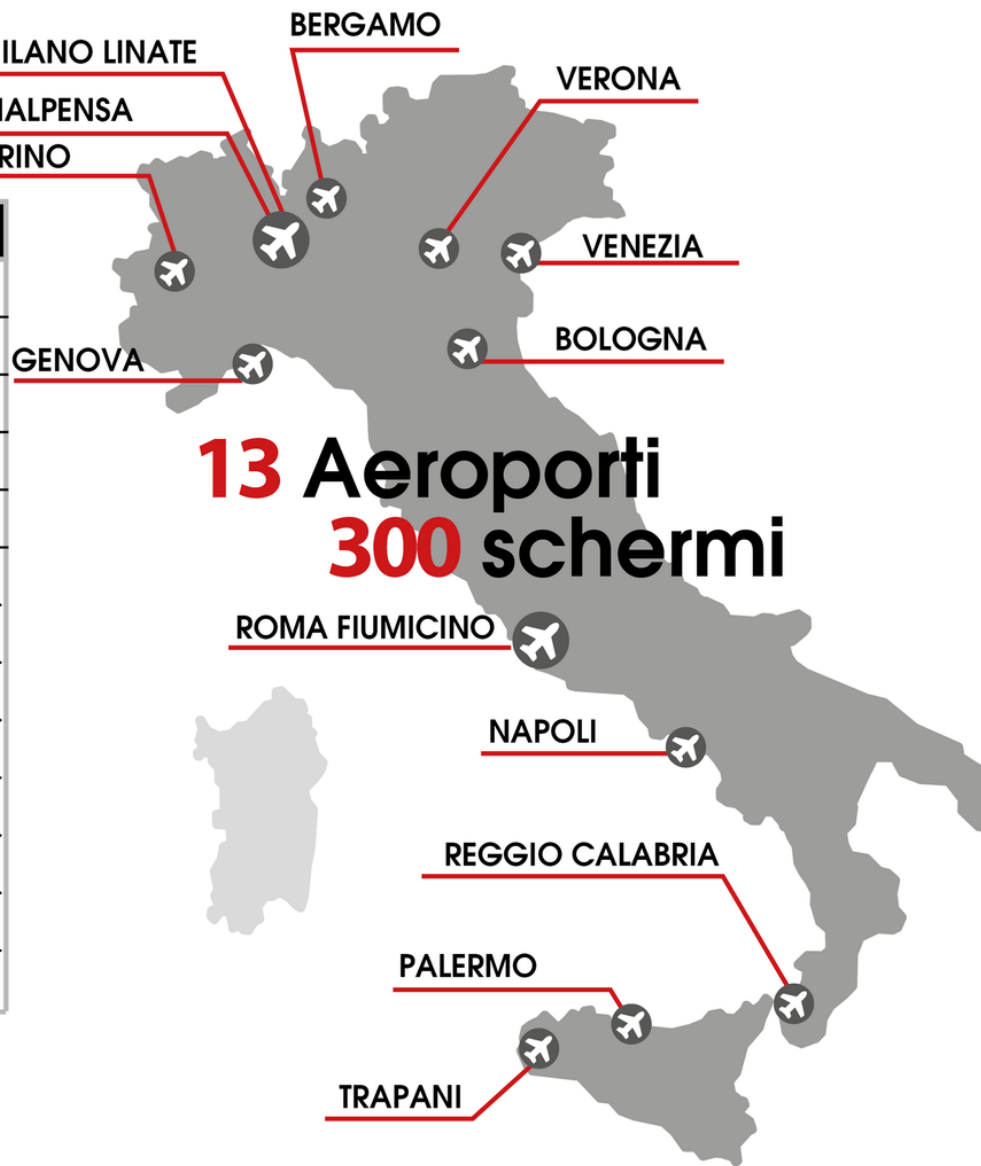 BERGAMO
ILANO LINATE
VERONA
ALPENSA
RINO
VENEZIA
BOLOGNA
GENOVA
13 Aeroporti
300 schermi
ROMA FIUMICINO
NAPOLI
REGGIO CALABRIA
PALERMO
TRAPANI